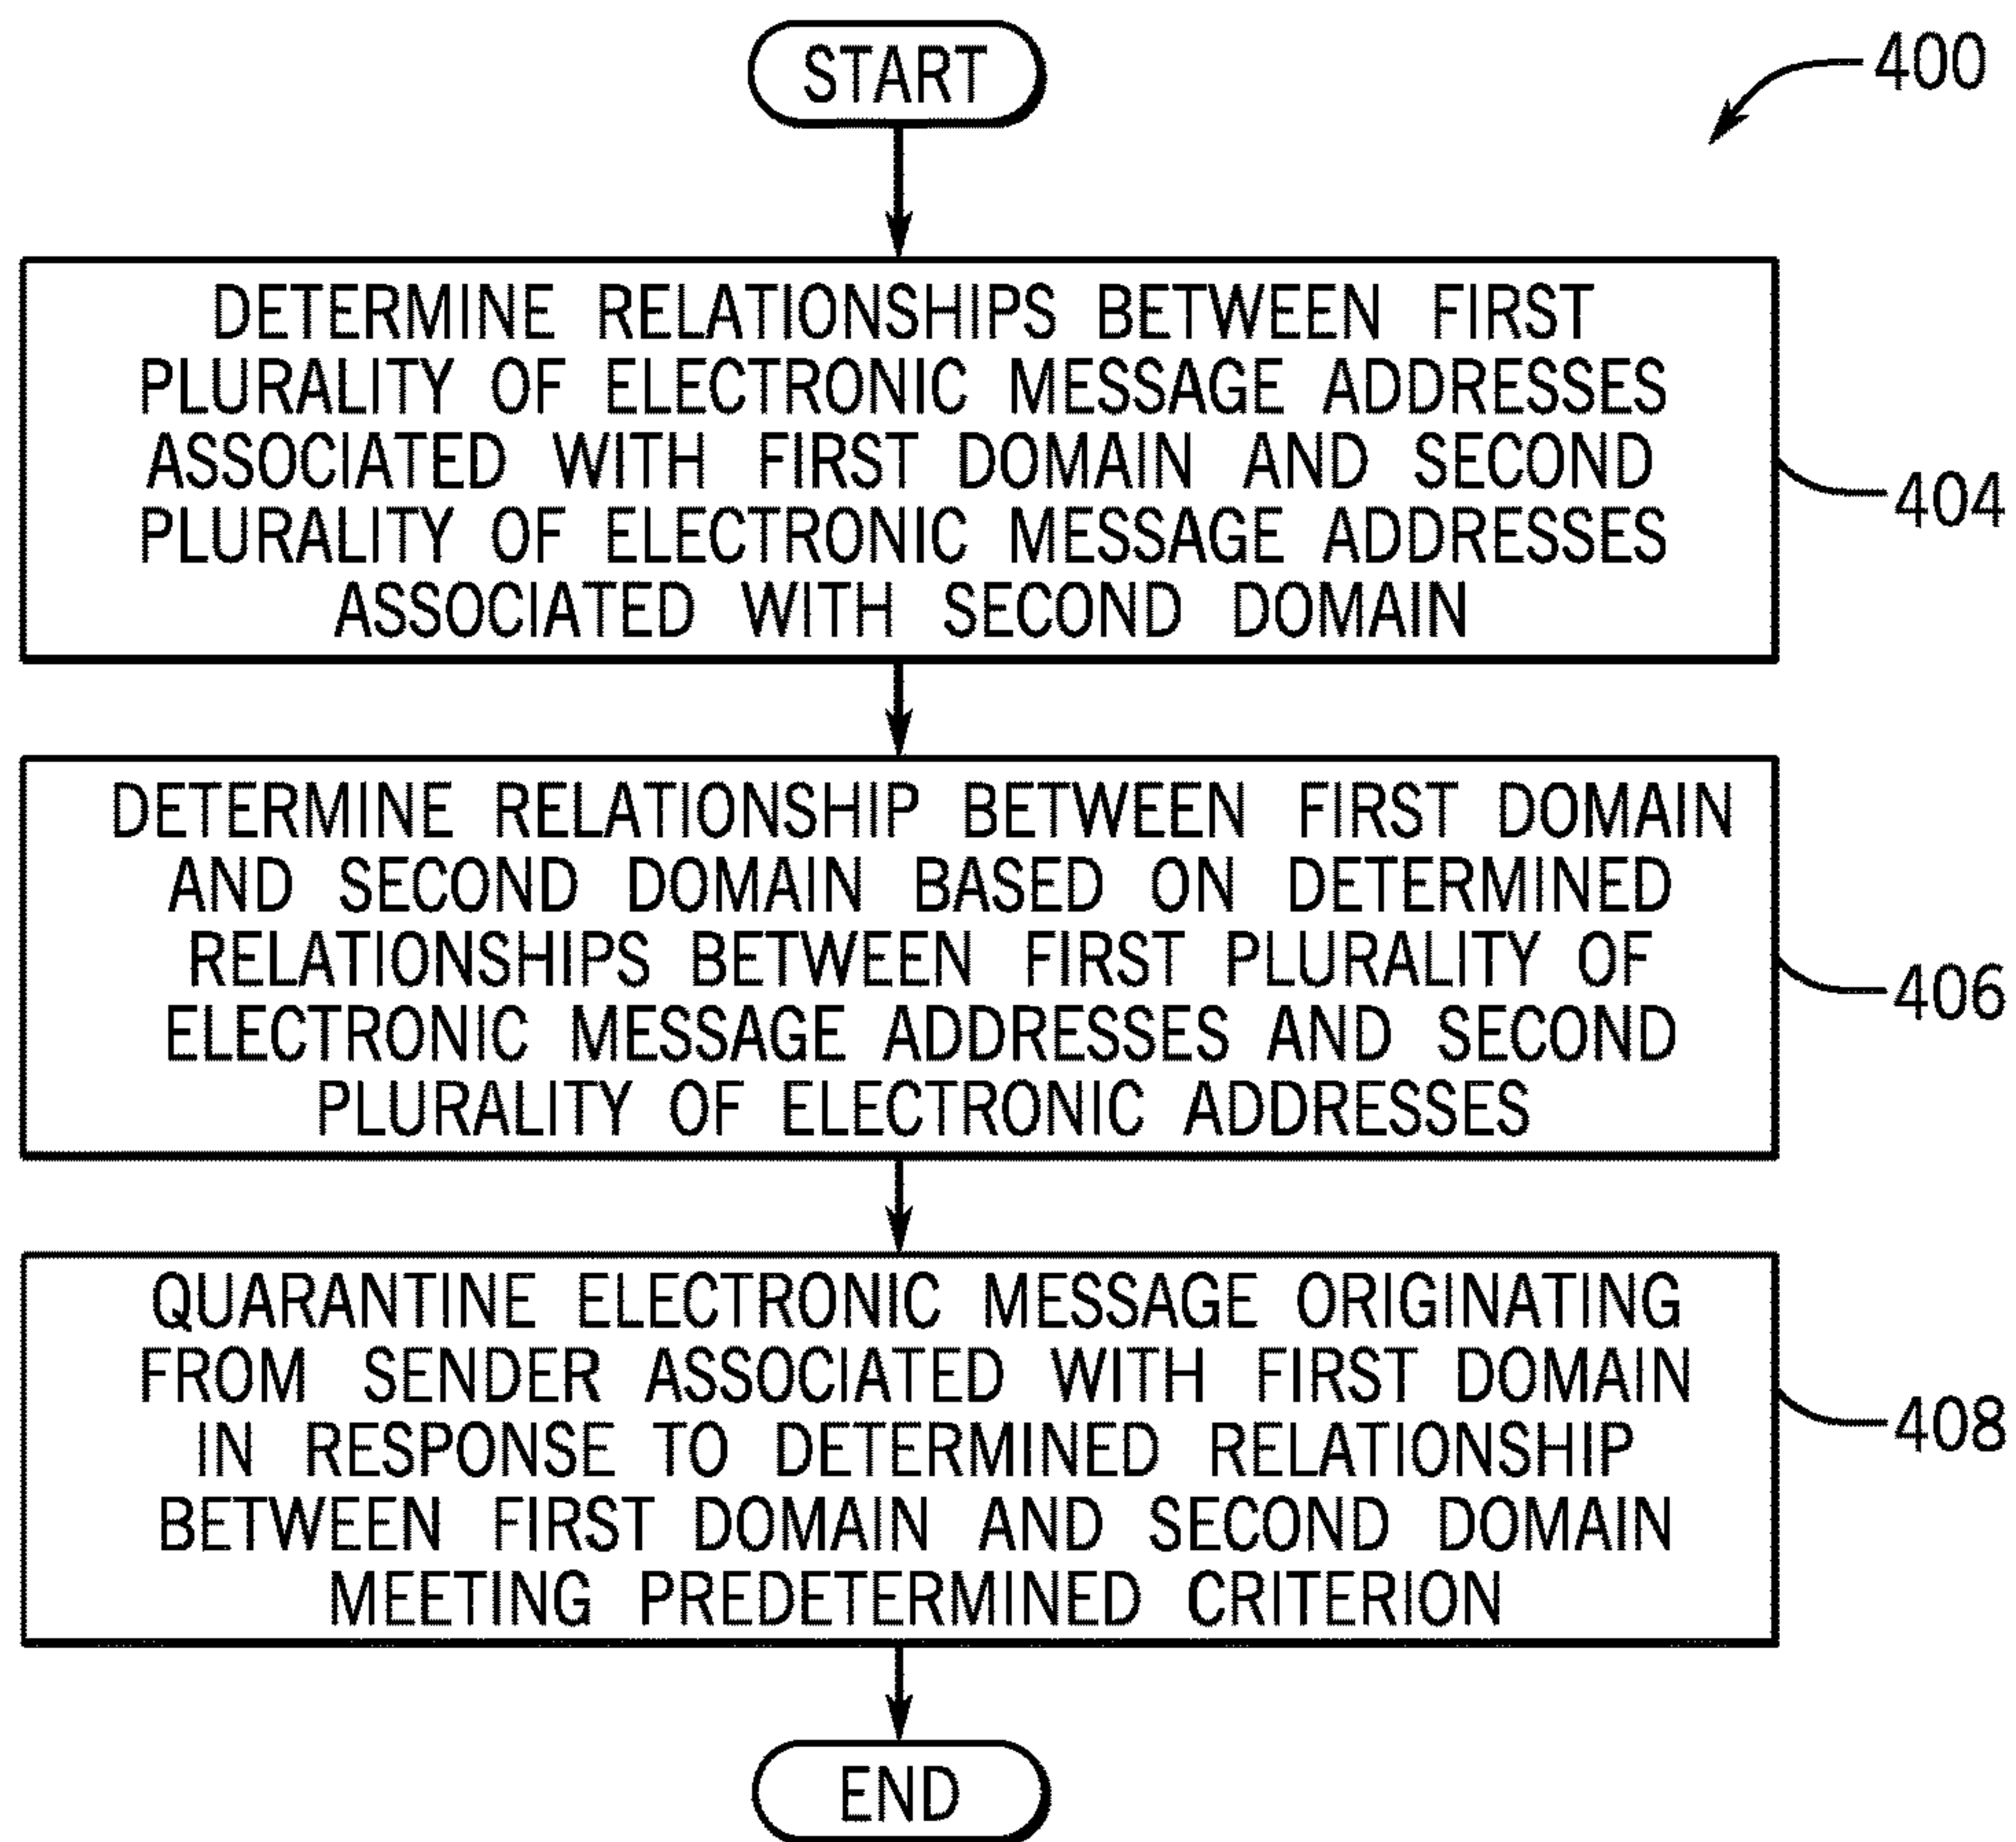 START
400
DETERMINE RELATIONSHIPS BETWEEN FIRST
PLURALITY OF ELECTRONIC MESSAGE ADDRESSES
ASSOCIATED WITH FIRST DOMAIN AND SECOND
PLURALITY OF ELECTRONIC MESSAGE ADDRESSES
ASSOCIATED WITH SECOND DOMAIN
404
DETERMINE RELATIONSHIP BETWEEN FIRST DOMAIN
AND SECOND DOMAIN BASED ON DETERMINED
RELATIONSHIPS BETWEEN FIRST PLURALITY OF
ELECTRONIC MESSAGE ADDRESSES AND SECOND
PLURALITY OF ELECTRONIC ADDRESSES
406
QUARANTINE ELECTRONIC MESSAGE ORIGINATING
FROM SENDER ASSOCIATED WITH FIRST DOMAIN
IN RESPONSE TO DETERMINED RELATIONSHIP
BETWEEN FIRST DOMAIN AND SECOND DOMAIN
MEETING PREDETERMINED CRITERION
408
END